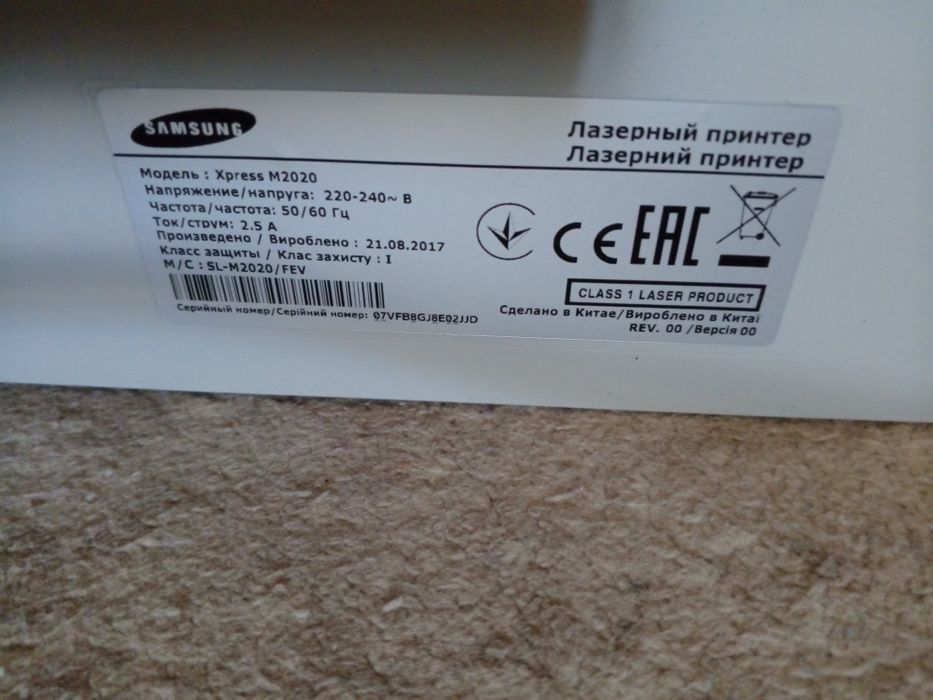 SAMSUNG
Лазерный принтер
Лазерний принтер
Модель : Xpress M2020
Напряжение/напруга: 220-240~ В
Частота/частота: 50/60 Гц
Ток/струм: 2.5 А
Произведено / Вироблено : 21.08.2017
Класс защиты / Клас захисту : I
M/C : SL-M2020/FEV
Серийный номер/Серійний номер: 07VFB8GJ8E02JJD
CE EAC
CLASS 1 LASER PRODUCT
Сделано в Китае/Вироблено в Китаї
REV. 00 /Версія 00